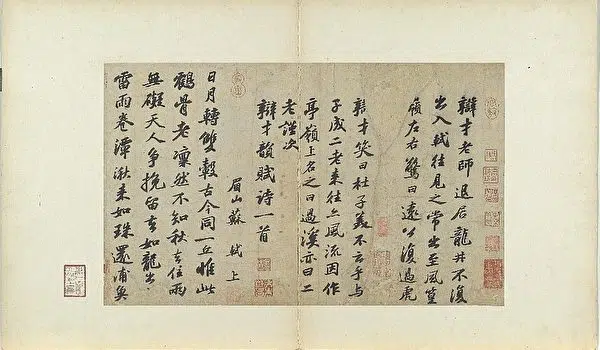 辯才老師退居龍井不復
出入軾往見之常出至風篁
嶺左右驚曰遠公復過虎
辯才笑曰杜子美不云乎與
子成二老來往亦風流因作
亭嶺上名之曰過溪亦曰二
老謹次
辯才韻賦詩一首
眉山蘇軾上
日月轉雙轂古今同一丘惟此
鶴骨老凜然不知秋去住兩
無礙天人爭挽留去如龍出
雷雨卷潭湫來如珠還浦魚